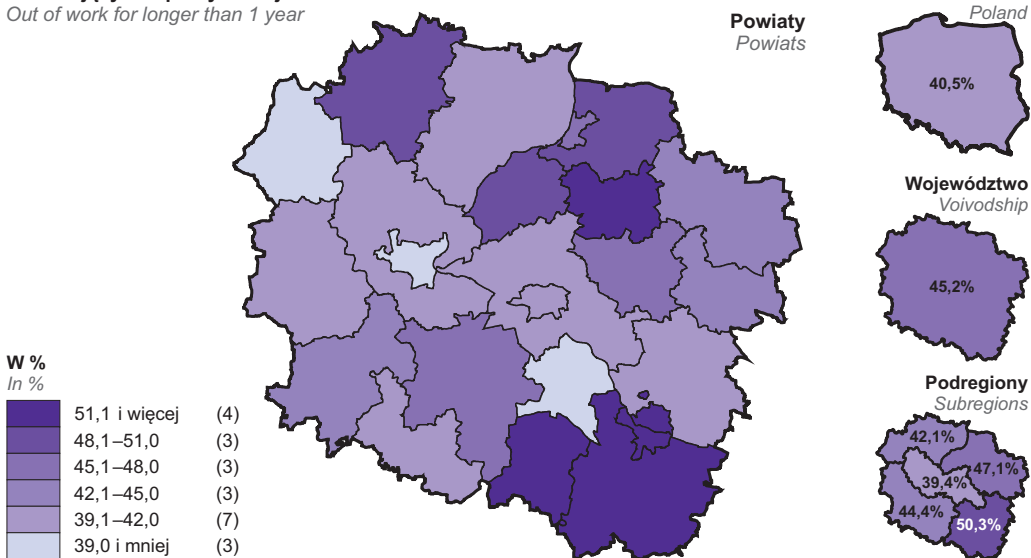 Out of work for longer than 1 year
Powiaty
Powiats
Poland
40,5%
Województwo
Voivodship
45,2%
Podregiony
Subregions
42,1%
47,1%
39,4%
44,4%
50,3%
W %
In %
51,1 i więcej (4)
48,1–51,0 (3)
45,1–48,0 (3)
42,1–45,0 (3)
39,1–42,0 (7)
39,0 i mniej (3)